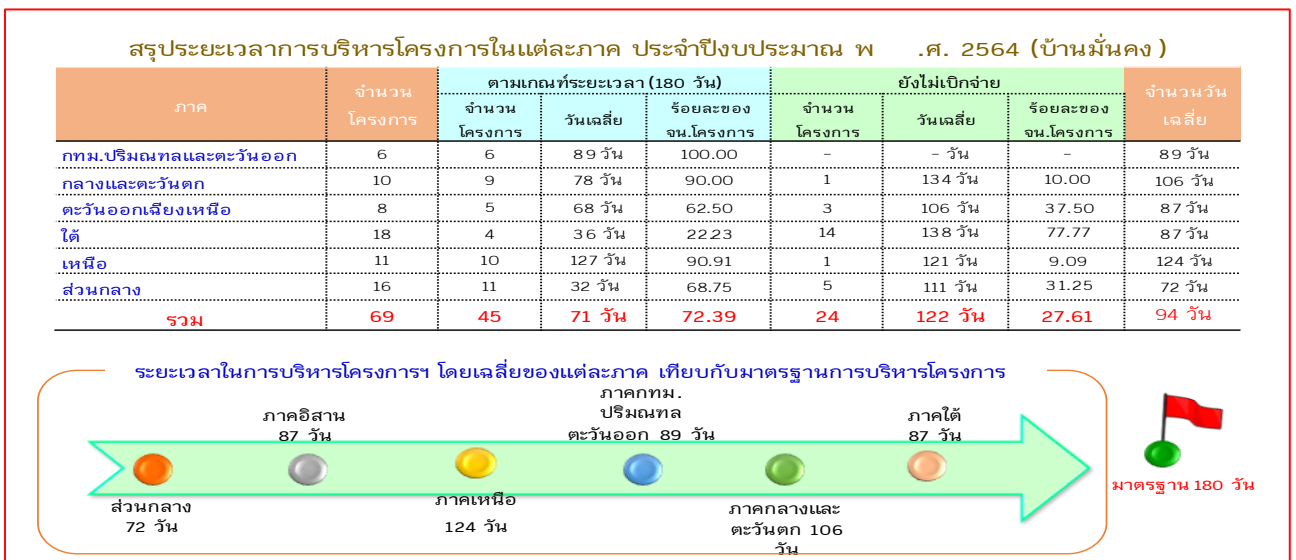 สรุประยะเวลาการบริหารโครงการในแต่ละภาค ประจำปีงบประมาณ พ .ศ. 2564 (บ้านมั่นคง )
ภาค จำนวนโครงการ ตามเกณฑ์ระยะเวลา (180 วัน) ยังไม่เบิกจ่าย จำนวนวันเฉลี่ย
จำนวนโครงการ วันเฉลี่ย ร้อยละของจน.โครงการ จำนวนโครงการ วันเฉลี่ย ร้อยละของจน.โครงการ
กทม.ปริมณฑลและตะวันออก 6 6 89 วัน 100.00 - - วัน - 89 วัน
กลางและตะวันตก 10 9 78 วัน 90.00 1 134 วัน 10.00 106 วัน
ตะวันออกเฉียงเหนือ 8 5 68 วัน 62.50 3 106 วัน 37.50 87 วัน
ใต้ 18 4 36 วัน 22.23 14 138 วัน 77.77 87 วัน
เหนือ 11 10 127 วัน 90.91 1 121 วัน 9.09 124 วัน
ส่วนกลาง 16 11 32 วัน 68.75 5 111 วัน 31.25 72 วัน
รวม 69 45 71 วัน 72.39 24 122 วัน 27.61 94 วัน
ระยะเวลาในการบริหารโครงการฯ โดยเฉลี่ยของแต่ละภาค เทียบกับมาตรฐานการบริหารโครงการ
ภาคอิสาน
87 วัน
ภาคกทม.
ปริมณฑล
ตะวันออก 89 วัน
ภาคใต้
87 วัน
ส่วนกลาง
72 วัน
ภาคเหนือ
124 วัน
ภาคกลางและ
ตะวันตก 106
วัน
มาตรฐาน 180 วัน